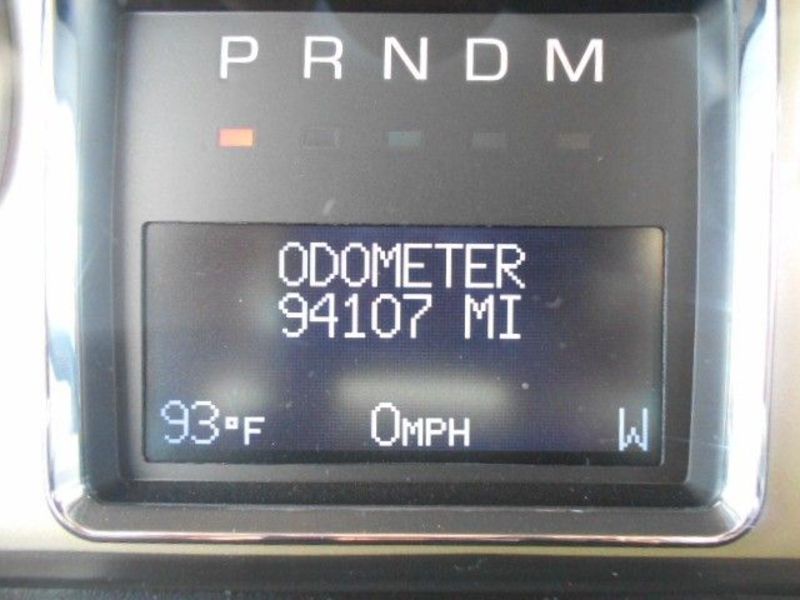 P R N D M
ODOMETER
94107 MI
93°F 0MPH W